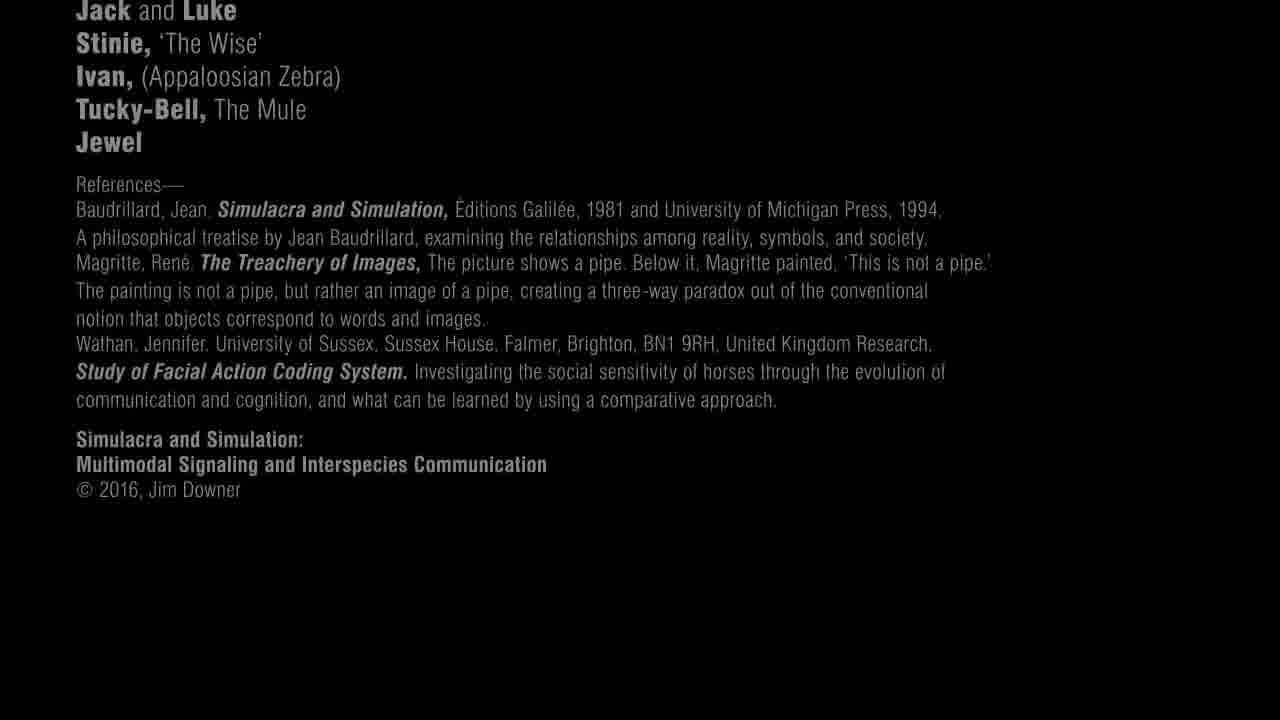 Jack and Luke
Stinie, ‘The Wise’
Ivan, (Appaloosian Zebra)
Tucky-Bell, The Mule
Jewel
References—
Baudrillard, Jean. Simulacra and Simulation, Éditions Galilée, 1981 and University of Michigan Press, 1994.
A philosophical treatise by Jean Baudrillard, examining the relationships among reality, symbols, and society.
Magritte, René. The Treachery of Images, The picture shows a pipe. Below it, Magritte painted, ‘This is not a pipe.’
The painting is not a pipe, but rather an image of a pipe, creating a three-way paradox out of the conventional
notion that objects correspond to words and images.
Wathan, Jennifer. University of Sussex, Sussex House, Falmer, Brighton, BN1 9RH, United Kingdom Research.
Study of Facial Action Coding System. Investigating the social sensitivity of horses through the evolution of
communication and cognition, and what can be learned by using a comparative approach.
Simulacra and Simulation:
Multimodal Signaling and Interspecies Communication
© 2016, Jim Downer